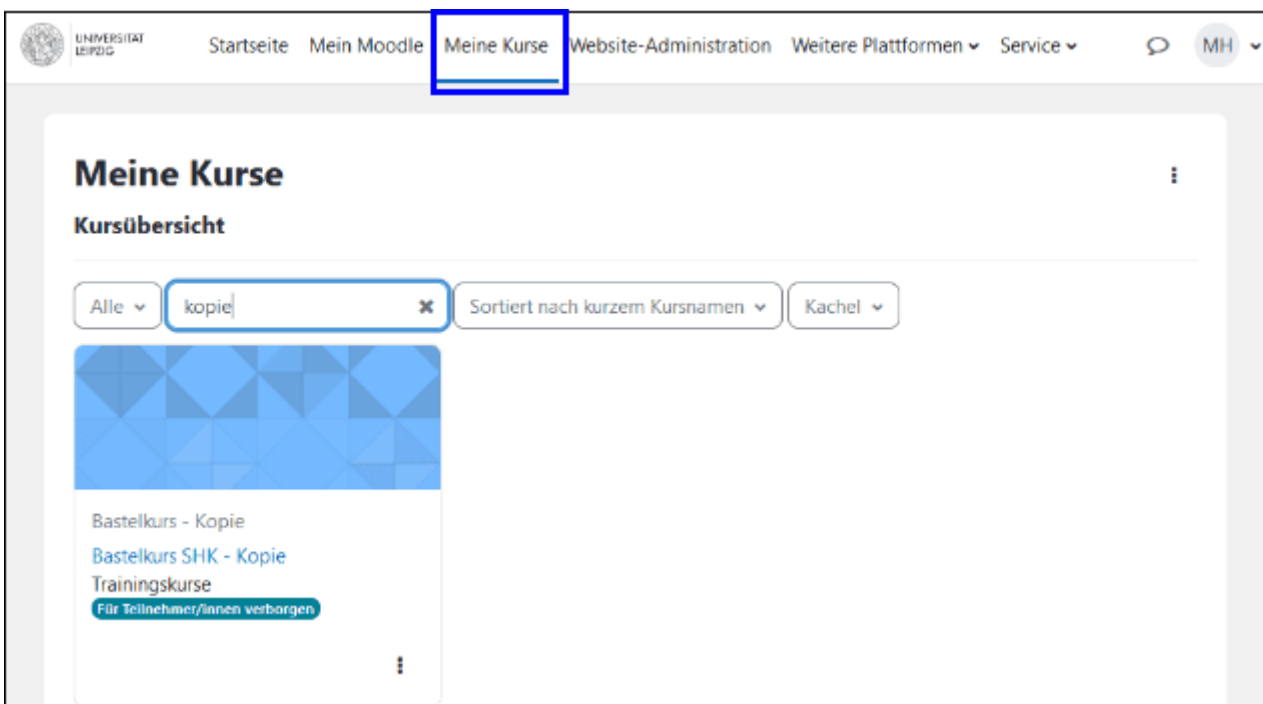 UNIVERSITÄT
LEIPZIG
Startseite Mein Moodle Meine Kurse Website-Administration Weitere Plattformen Service MH
Meine Kurse
Kursübersicht
Alle kopie Sortiert nach kurzem Kursnamen Kachel
Bastelkurs - Kopie
Bastelkurs SHK - Kopie
Trainingskurse
Für Teilnehmer/innen verborgen